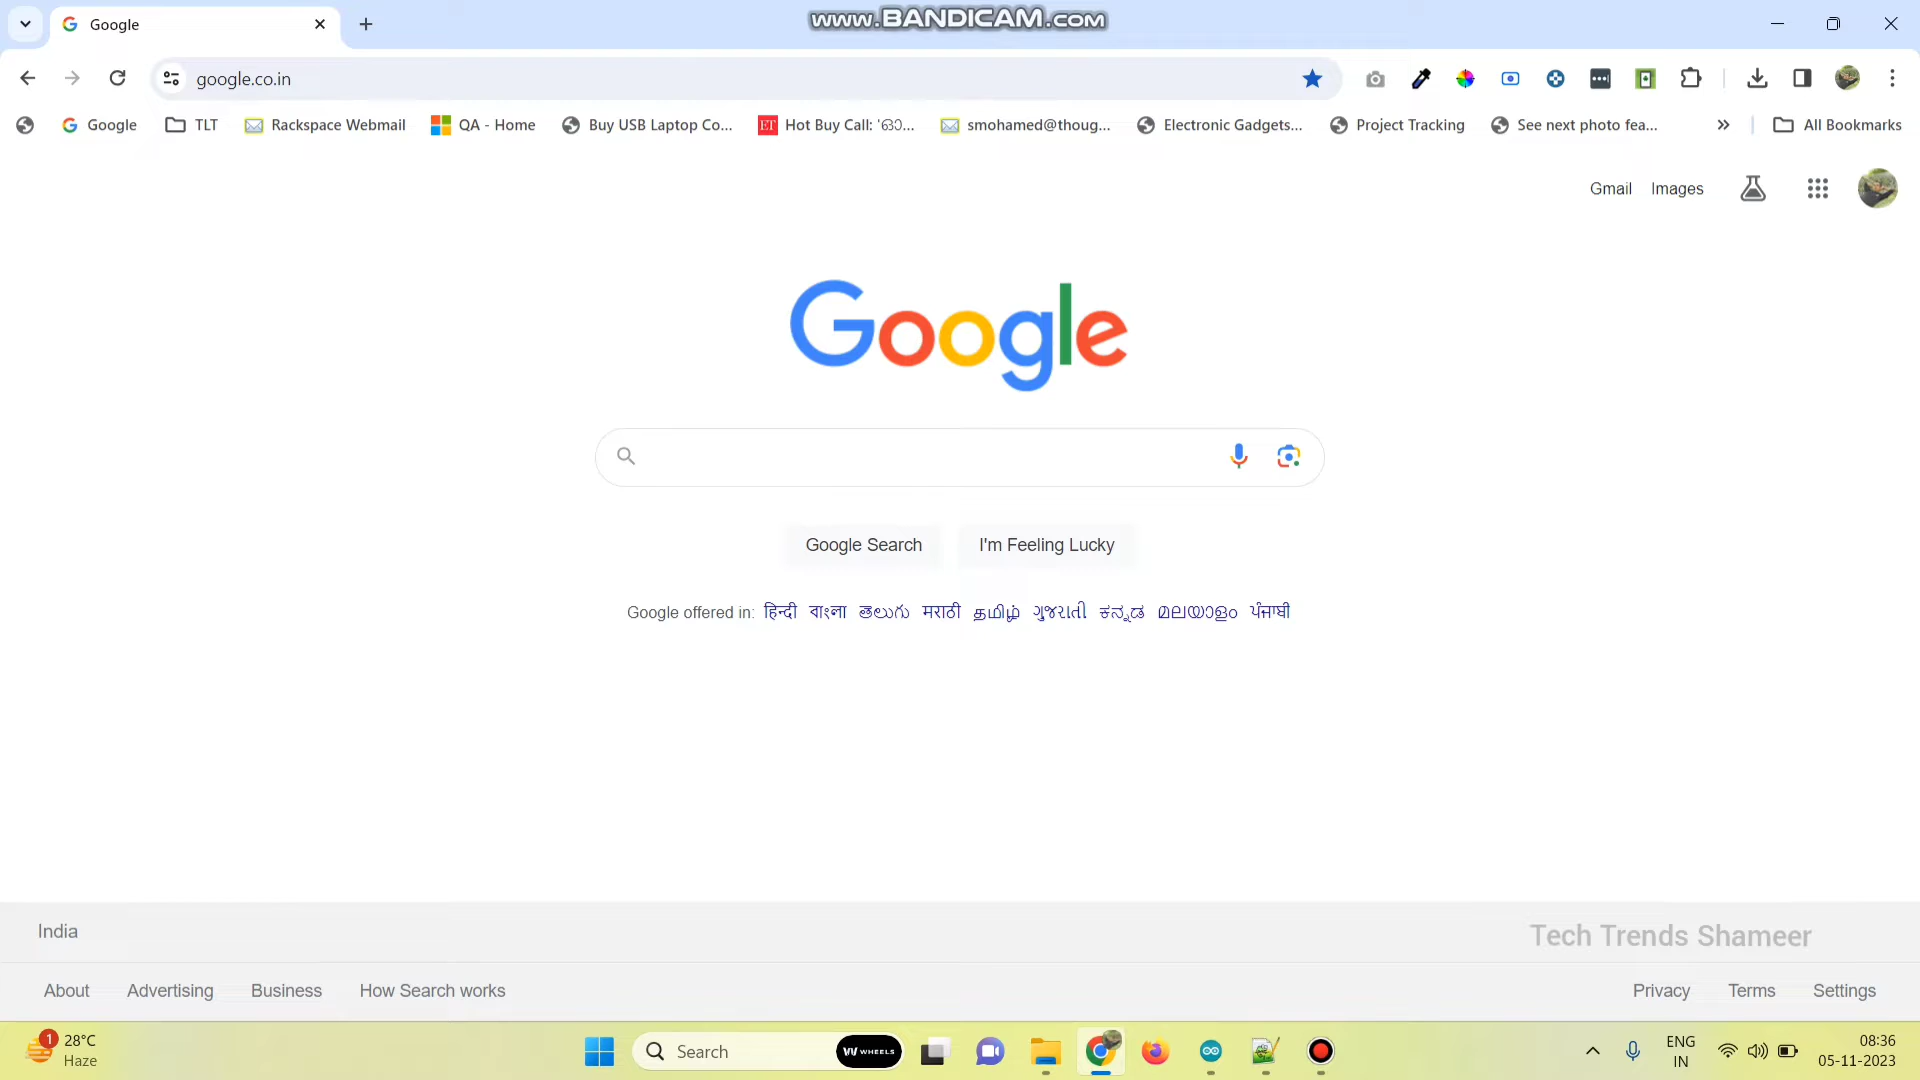 Google
www.BANDICAM.com
google.co.in
Google TLT Rackspace Webmail QA - Home Buy USB Laptop Co... ET Hot Buy Call: 'ഓ... smohamed@thoug... Electronic Gadgets... Project Tracking See next photo fea... All Bookmarks
Gmail Images
Google
Google Search I'm Feeling Lucky
Google offered in: हिन्दी বাংলা తెలుగు मराठी தமிழ் ગુજરાતી ಕನ್ನಡ മലയാളം ਪੰਜਾਬੀ
India
Tech Trends Shameer
About Advertising Business How Search works Privacy Terms Settings
1 28°C
Haze
Search
WHEELS
ENG
IN
08:36
05-11-2023